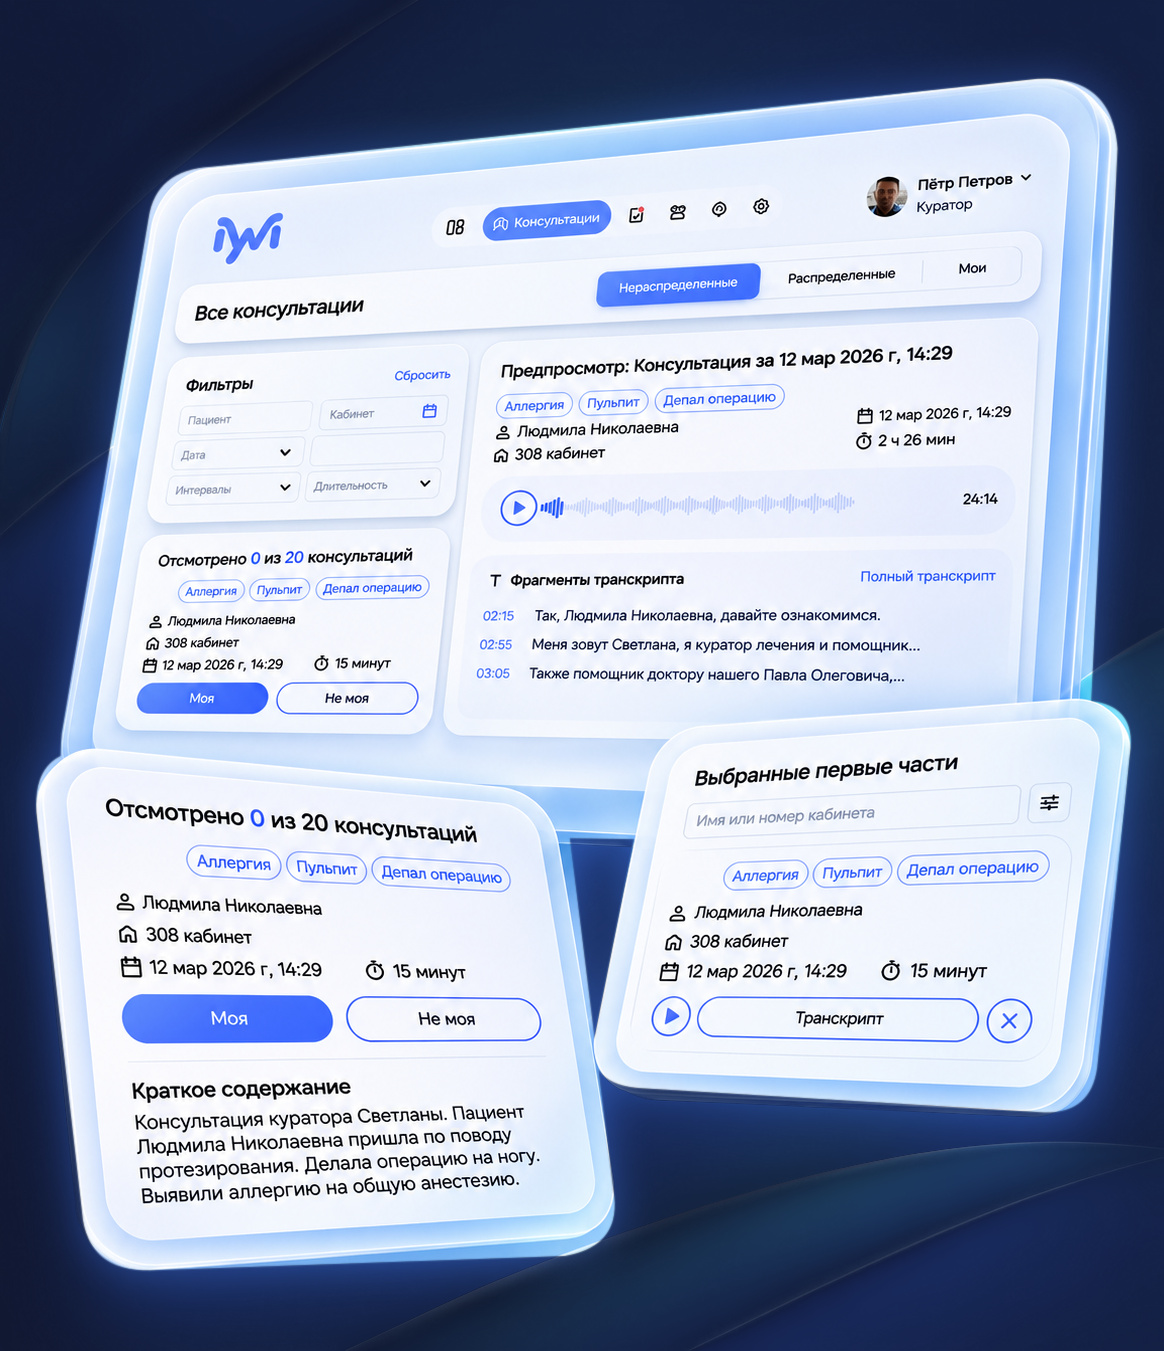 iywi
Консультации
Пётр Петров
Куратор
Все консультации
Нераспределенные
Распределенные
Мои
Фильтры
Сбросить
Пациент
Кабинет
Дата
Интервалы
Длительность
Отсмотрено 0 из 20 консультаций
Аллергия
Пульпит
Депал операцию
Людмила Николаевна
308 кабинет
12 мар 2026 г, 14:29
15 минут
Моя
Не моя
Предпросмотр: Консультация за 12 мар 2026 г, 14:29
Аллергия
Пульпит
Депал операцию
Людмила Николаевна
308 кабинет
12 мар 2026 г, 14:29
2 ч 26 мин
24:14
Фрагменты транскрипта
Полный транскрипт
02:15 Так, Людмила Николаевна, давайте ознакомимся.
02:55 Меня зовут Светлана, я куратор лечения и помощник...
03:05 Также помощник доктору нашего Павла Олеговича,...
Отсмотрено 0 из 20 консультаций
Аллергия
Пульпит
Депал операцию
Людмила Николаевна
308 кабинет
12 мар 2026 г, 14:29
15 минут
Моя
Не моя
Краткое содержание
Консультация куратора Светланы. Пациент
Людмила Николаевна пришла по поводу
протезирования. Делала операцию на ногу.
Выявили аллергию на общую анестезию.
Выбранные первые части
Имя или номер кабинета
Аллергия
Пульпит
Депал операцию
Людмила Николаевна
308 кабинет
12 мар 2026 г, 14:29
15 минут
Транскрипт